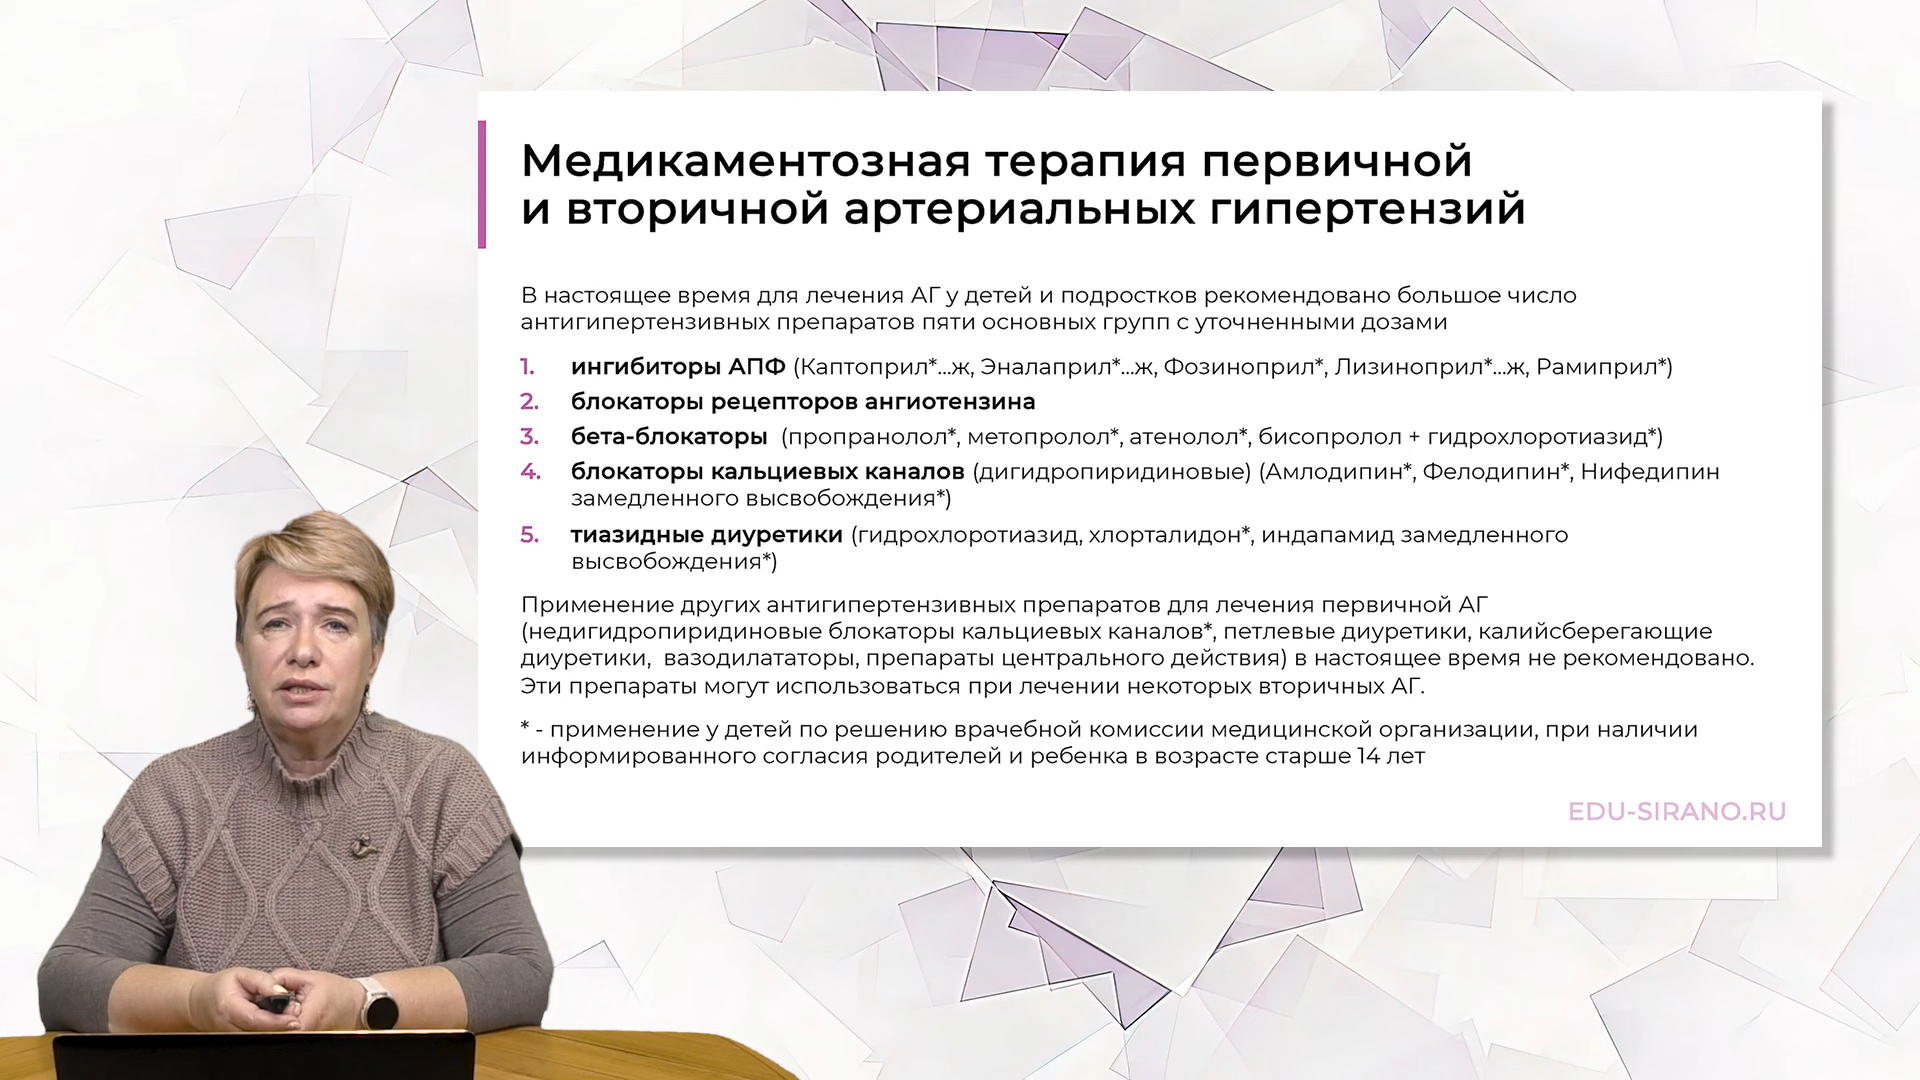 Медикаментозная терапия первичной
и вторичной артериальных гипертензий
В настоящее время для лечения АГ у детей и подростков рекомендовано большое число
антигипертензивных препаратов пяти основных групп с уточненными дозами
1. ингибиторы АПФ (Каптоприл*...ж, Эналаприл*...ж, Фозиноприл*, Лизиноприл*...ж, Рамиприл*)
2. блокаторы рецепторов ангиотензина
3. бета-блокаторы (пропранолол*, метопролол*, атенолол*, бисопролол + гидрохлоротиазид*)
4. блокаторы кальциевых каналов (дигидропиридиновые) (Амлодипин*, Фелодипин*, Нифедипин
замедленного высвобождения*)
5. тиазидные диуретики (гидрохлоротиазид, хлорталидон*, индапамид замедленного
высвобождения*)
Применение других антигипертензивных препаратов для лечения первичной АГ
(недигидропиридиновые блокаторы кальциевых каналов*, петлевые диуретики, калийсберегающие
диуретики, вазодилататоры, препараты центрального действия) в настоящее время не рекомендовано.
Эти препараты могут использоваться при лечении некоторых вторичных АГ.
* - применение у детей по решению врачебной комиссии медицинской организации, при наличии
информированного согласия родителей и ребенка в возрасте старше 14 лет
EDU-SIRANO.RU